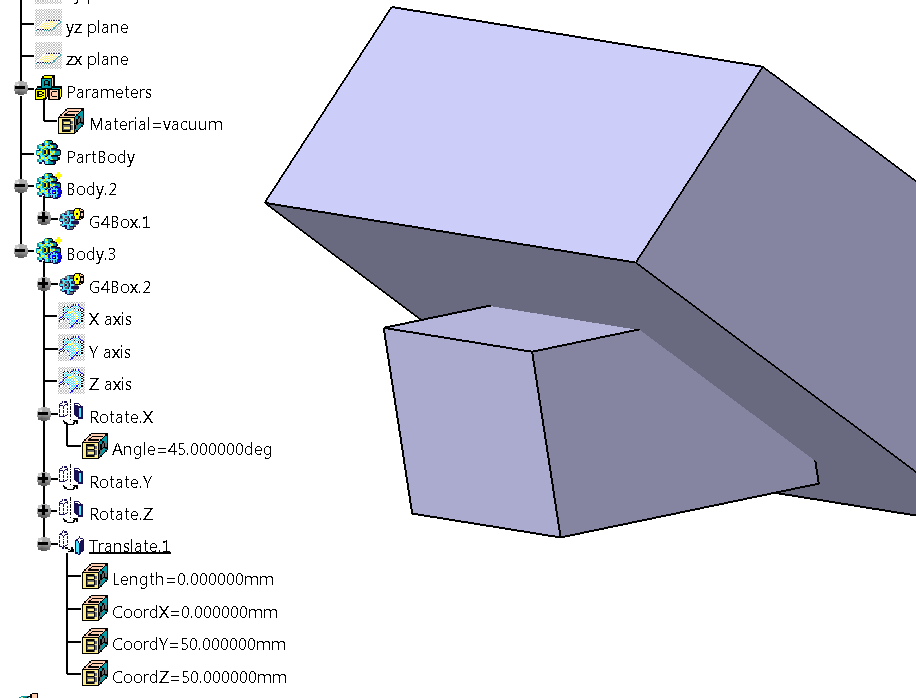 yz plane
zx plane
Parameters
Material=vacuum
PartBody
Body.2
G4Box.1
Body.3
G4Box.2
X axis
Y axis
Z axis
Rotate.X
Angle=45.000000deg
Rotate.Y
Rotate.Z
Translate.1
Length=0.000000mm
CoordX=0.000000mm
CoordY=50.000000mm
CoordZ=50.000000mm